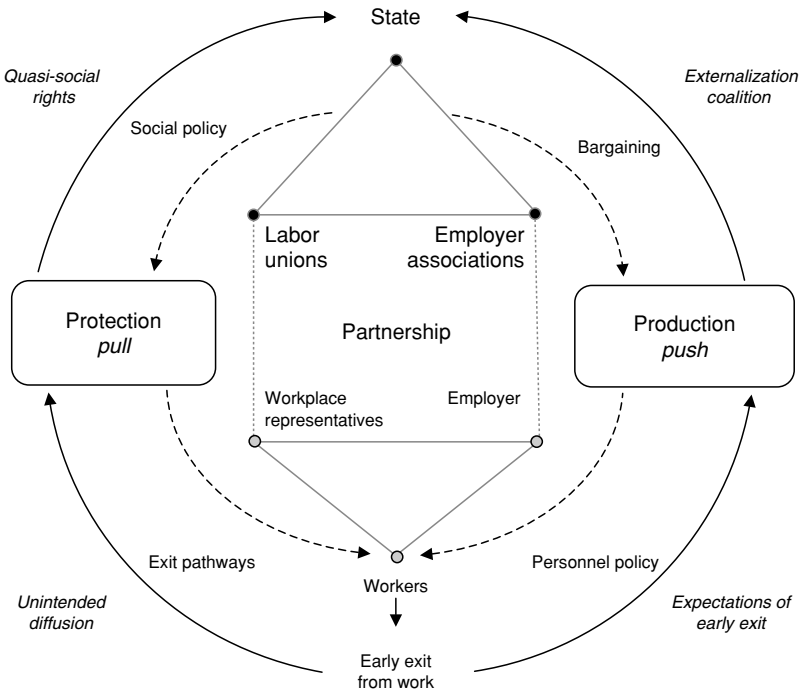 State
Quasi-social
rights
Externalization
coalition
Social policy
Bargaining
Labor
unions
Employer
associations
Protection
pull
Partnership
Production
push
Workplace
representatives
Employer
Exit pathways
Personnel policy
Workers
Unintended
diffusion
Expectations of
early exit
Early exit
from work